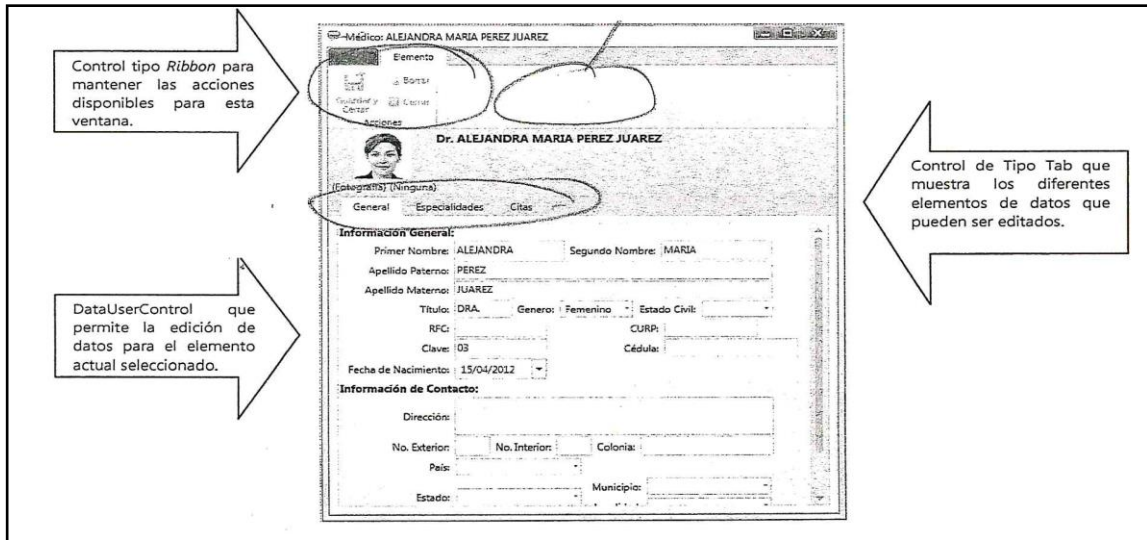 Control tipo Ribbon para
mantener las acciones
disponibles para esta
ventana.
Médico: ALEJANDRA MARIA PEREZ JUAREZ
Elemento
Borrar
Guardar y
Cerrar
Cerrar
Acciones
Dr. ALEJANDRA MARIA PEREZ JUAREZ
(Fotografía) (Ninguna)
General Especialidades Citas
Control de Tipo Tab que
muestra los diferentes
elementos de datos que
pueden ser editados.
DataUserControl que
permite la edición de
datos para el elemento
actual seleccionado.
Información General:
Primer Nombre: ALEJANDRA Segundo Nombre: MARIA
Apellido Paterno: PEREZ
Apellido Materno: JUAREZ
Título: DRA. Genero: Femenino Estado Civil:
RFC: CURP:
Clave: 03 Cédula:
Fecha de Nacimiento: 15/04/2012
Información de Contacto:
Dirección:
No. Exterior: No. Interior: Colonia:
País:
Municipio:
Estado: